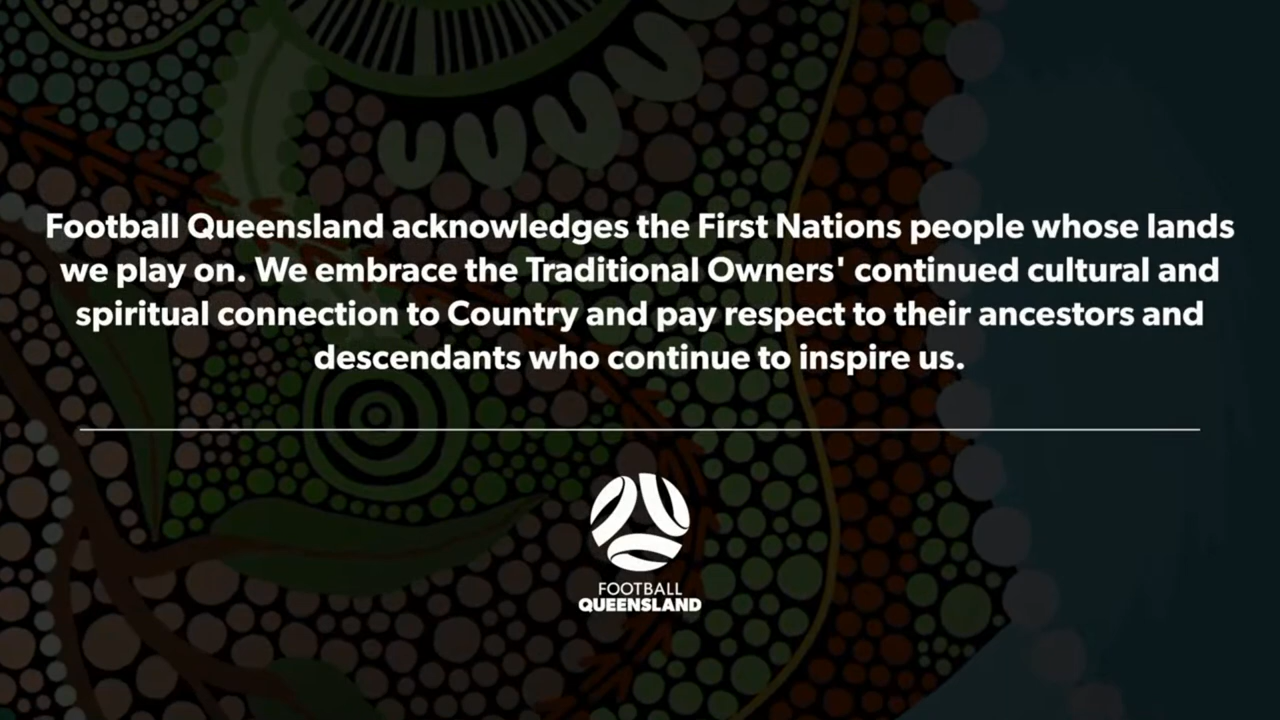 Football Queensland acknowledges the First Nations people whose lands
we play on. We embrace the Traditional Owners' continued cultural and
spiritual connection to Country and pay respect to their ancestors and
descendants who continue to inspire us.
FOOTBALL
QUEENSLAND